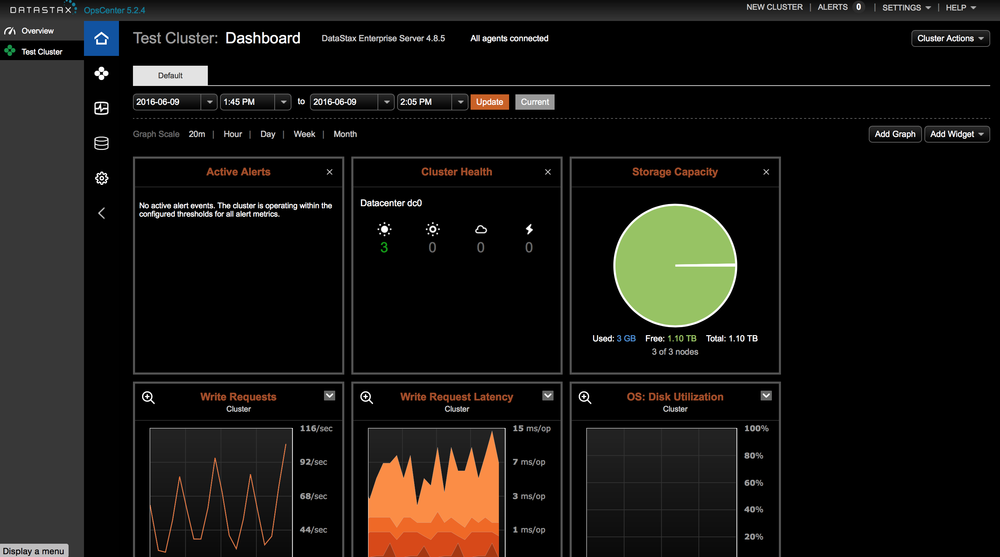 DATASTAX OpsCenter 5.2.4
NEW CLUSTER | ALERTS 0 | SETTINGS | HELP
Overview
Test Cluster
Test Cluster: Dashboard DataStax Enterprise Server 4.8.5 All agents connected
Cluster Actions
Default
2016-06-09 1:45 PM to 2016-06-09 2:05 PM Update Current
Graph Scale 20m | Hour | Day | Week | Month
Add Graph Add Widget
Active Alerts
No active alert events. The cluster is operating within the
configured thresholds for all alert metrics.
Cluster Health
Datacenter dc0
3 0 0 0
Storage Capacity
Used: 3 GB Free: 1.10 TB Total: 1.10 TB
3 of 3 nodes
Write Requests
Cluster
116/sec
92/sec
68/sec
44/sec
Write Request Latency
Cluster
15 ms/op
7 ms/op
3 ms/op
1 ms/op
OS: Disk Utilization
Cluster
100%
80%
60%
40%
20%
Display a menu